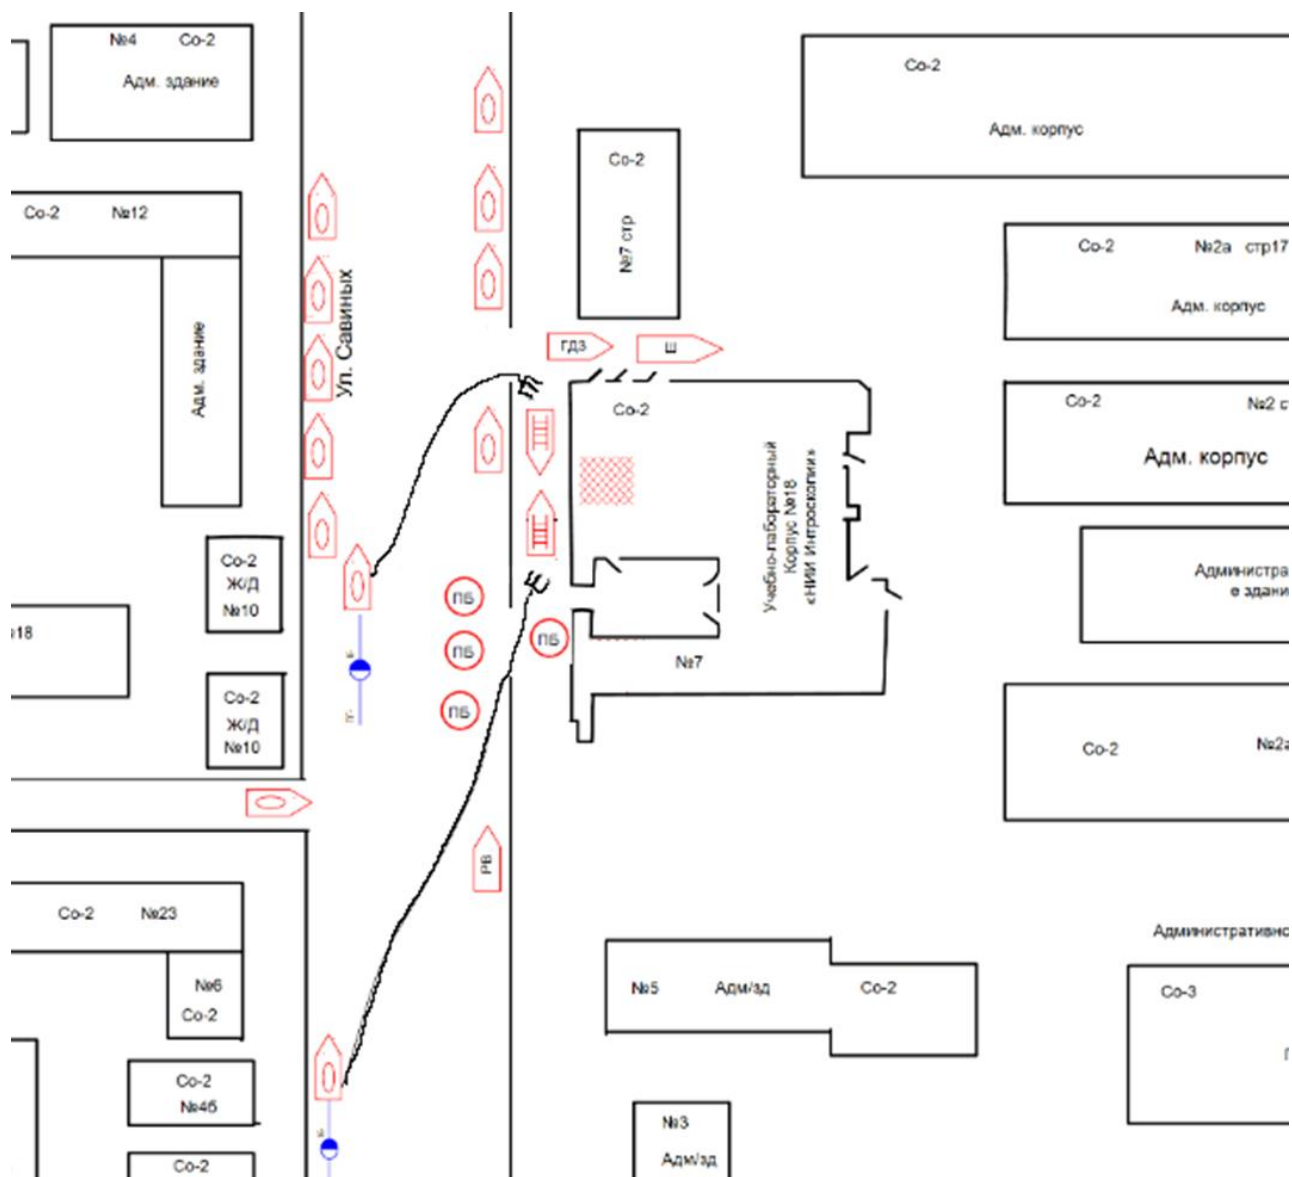 №4 Со-2
Адм. здание
Со-2
Адм. корпус
Со-2
№7 стр
Со-2 №12
Адм. здание
Ул. Савиных
Со-2 №2а стр17
Адм. корпус
ГДЗ
Ш
Со-2
Учебно-лабораторный
Корпус №18
«НИИ Интроскопии»
№7
Со-2 №2 с
Адм. корпус
Администра
е здани
Со-2
Ж/Д
№10
Со-2
Ж/Д
№10
18
ПБ
ПБ
ПБ
ПБ
Со-2 №2а
РВ
Со-2 №23
№6
Со-2
Со-2
№4б
Со-2
№5 Адм/зд Со-2
№3
Адм/зд
Административно
Со-3